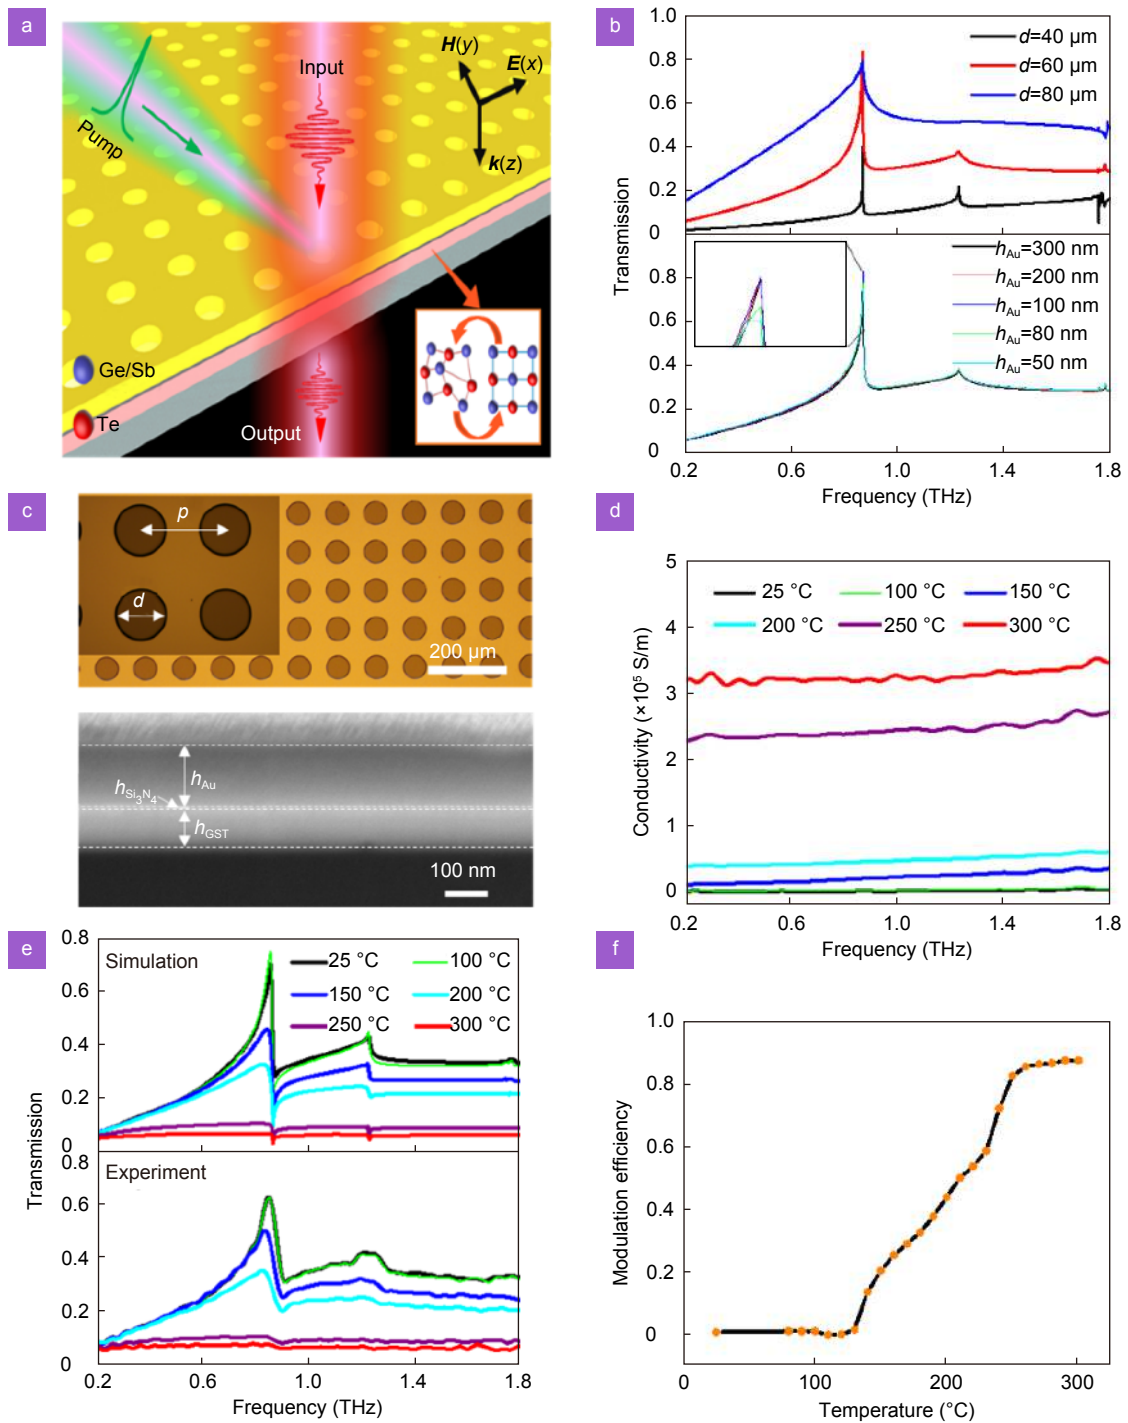 a
H(y)
E(x)
Input
Pump
k(z)
Ge/Sb
Te
Output
b
1.0
0.8
0.6
0.4
0.2
0
d=40 μm
d=60 μm
d=80 μm
Transmission
0.8
0.6
0.4
0.2
0
hAu=300 nm
hAu=200 nm
hAu=100 nm
hAu=80 nm
hAu=50 nm
0.2 0.6 1.0 1.4 1.8
Frequency (THz)
c
p
d
200 μm
hAu
hSi3N4
hGST
100 nm
d
5
4
3
2
1
0
25 °C 100 °C 150 °C
200 °C 250 °C 300 °C
Conductivity (×10⁵ S/m)
0.2 0.6 1.0 1.4 1.8
Frequency (THz)
e
0.8
0.6
0.4
0.2
0
Simulation
25 °C 100 °C
150 °C 200 °C
250 °C 300 °C
Transmission
0.8
0.6
0.4
0.2
0
Experiment
0.2 0.6 1.0 1.4 1.8
Frequency (THz)
f
1.0
0.8
0.6
0.4
0.2
0
Modulation efficiency
0 100 200 300
Temperature (°C)